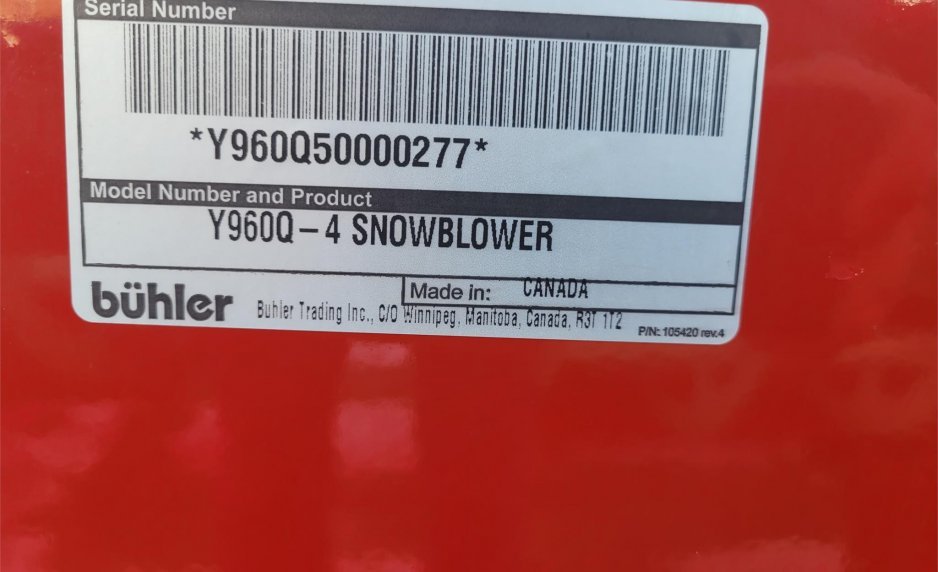 Serial Number
*Y960Q50000277*
Model Number and Product
Y960Q-4 SNOWBLOWER
Made in: CANADA
bühler Buhler Trading Inc., C/O Winnipeg, Manitoba, Canada, R3T 1T2
P/N: 105420 rev.4